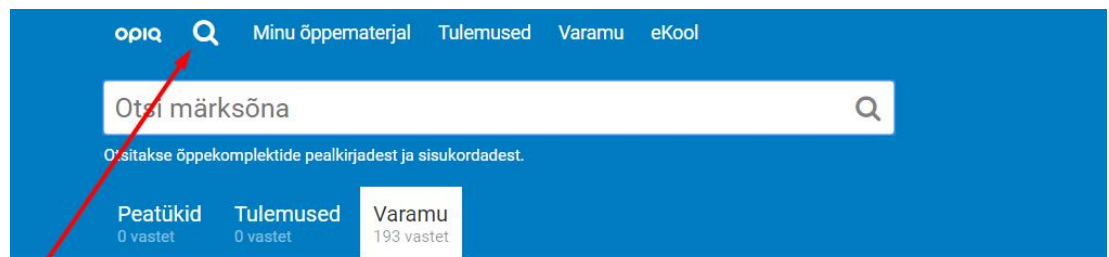 opiq Minu õppematerjal Tulemused Varamu eKool
Otsi märksõna
Otsitakse õppekomplektide pealkirjadest ja sisukordadest.
Peatükid Tulemused Varamu
0 vastet 0 vastet 193 vastet